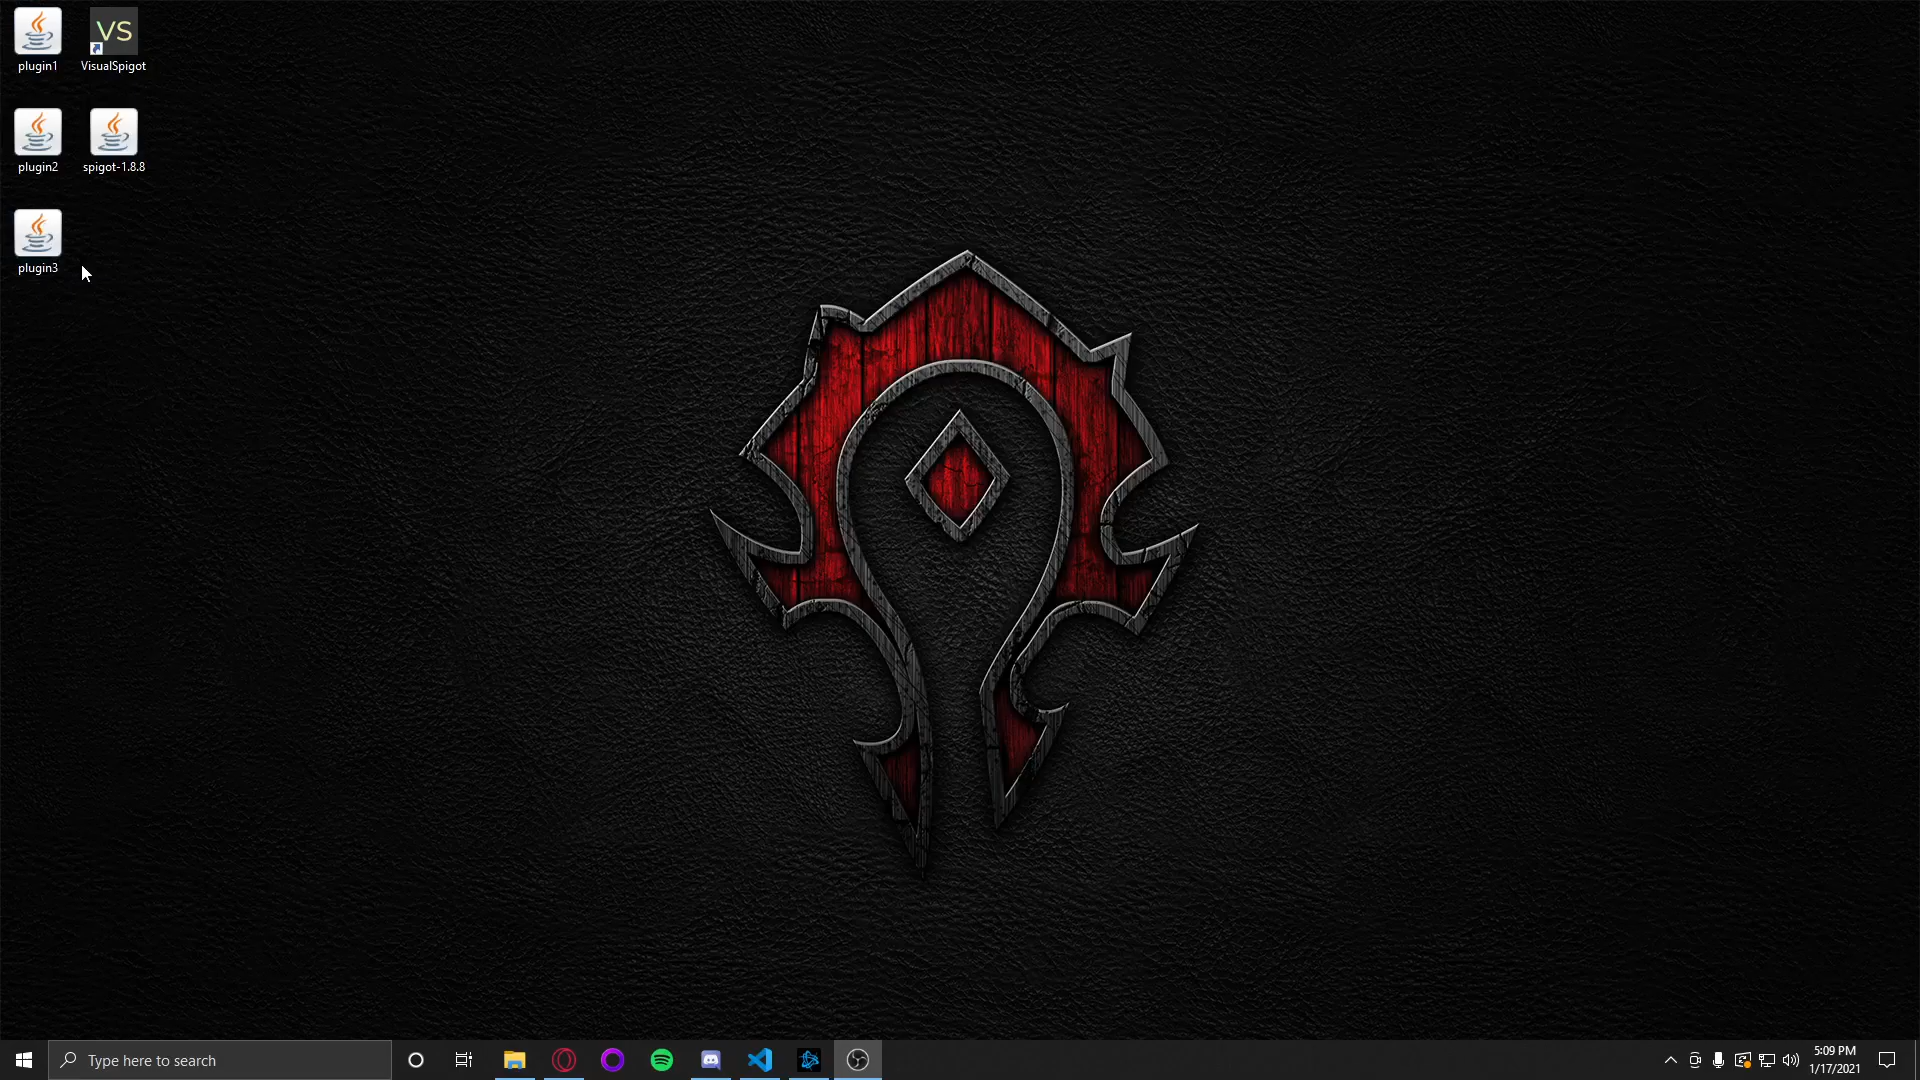 plugin1
VS
VisualSpigot
plugin2
spigot-1.8.8
plugin3
Type here to search
5:09 PM
1/17/2021